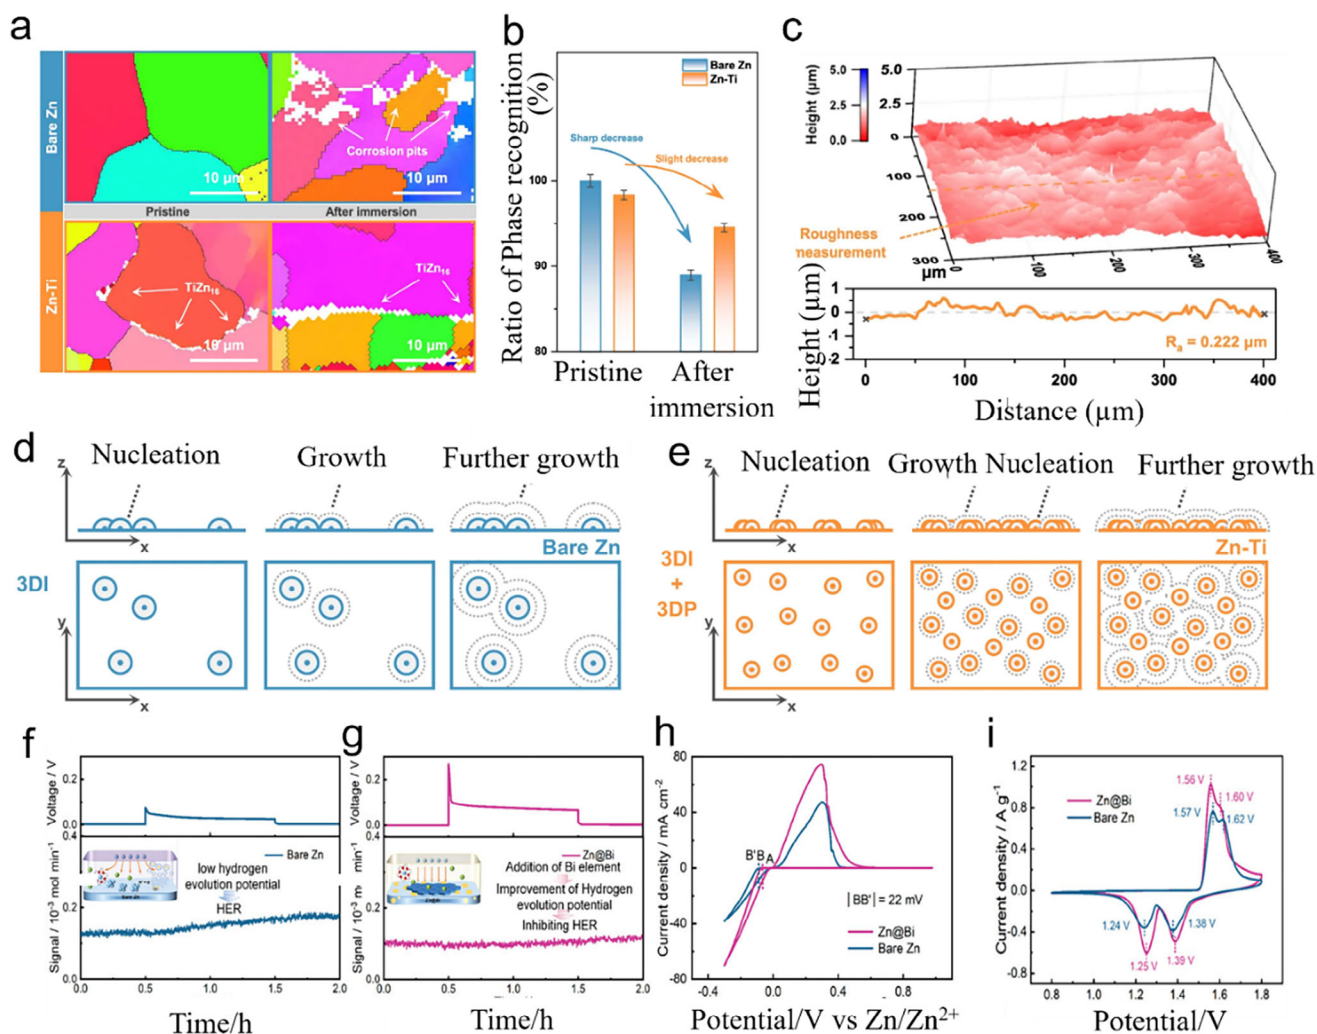 a
Bare Zn
10 µm
Corrosion pits
10 µm
Pristine
After immersion
Zn-Ti
TiZn₁₆
10 µm
TiZn₁₆
10 µm
b
Ratio of Phase recognition (%)
Bare Zn
Zn-Ti
Sharp decrease
Slight decrease
100
90
80
Pristine
After
immersion
c
Height (µm)
5.0
2.5
0.0
5.0
2.5
0
100
200
300
µm
0
100
200
300
400
Roughness
measurement
Height (µm)
1
0
-1
-2
Rₐ = 0.222 µm
0
100
200
300
400
Distance (µm)
d
Nucleation
Growth
Further growth
z
x
Bare Zn
3DI
y
x
e
Nucleation
Growth Nucleation
Further growth
z
x
Zn-Ti
3DI
+
3DP
y
x
f
Voltage / V
0.2
0.0
0.4
Signal / 10⁻³ mol min⁻¹
0.2
0.0
Bare Zn
low hydrogen
evolution potential
HER
Bare Zn
0.0
0.5
1.0
1.5
2.0
Time/h
g
Voltage / V
0.2
0.0
0.4
0.2
0.0
Zn@Bi
Addition of Bi element
Improvement of Hydrogen
evolution potential
Inhibiting HER
0.0
0.5
1.0
1.5
2.0
Time/h
h
Current density / mA cm⁻²
80
40
0
-40
-80
B'BA
|BB'| = 22 mV
Zn@Bi
Bare Zn
-0.4
0.0
0.4
0.8
Potential/V vs Zn/Zn²⁺
i
Current density / A g⁻¹
1.2
0.8
0.4
0.0
-0.4
-0.8
Zn@Bi
Bare Zn
1.56 V
1.60 V
1.57 V
1.62 V
1.24 V
1.38 V
1.25 V
1.39 V
0.8
1.0
1.2
1.4
1.6
1.8
Potential/V